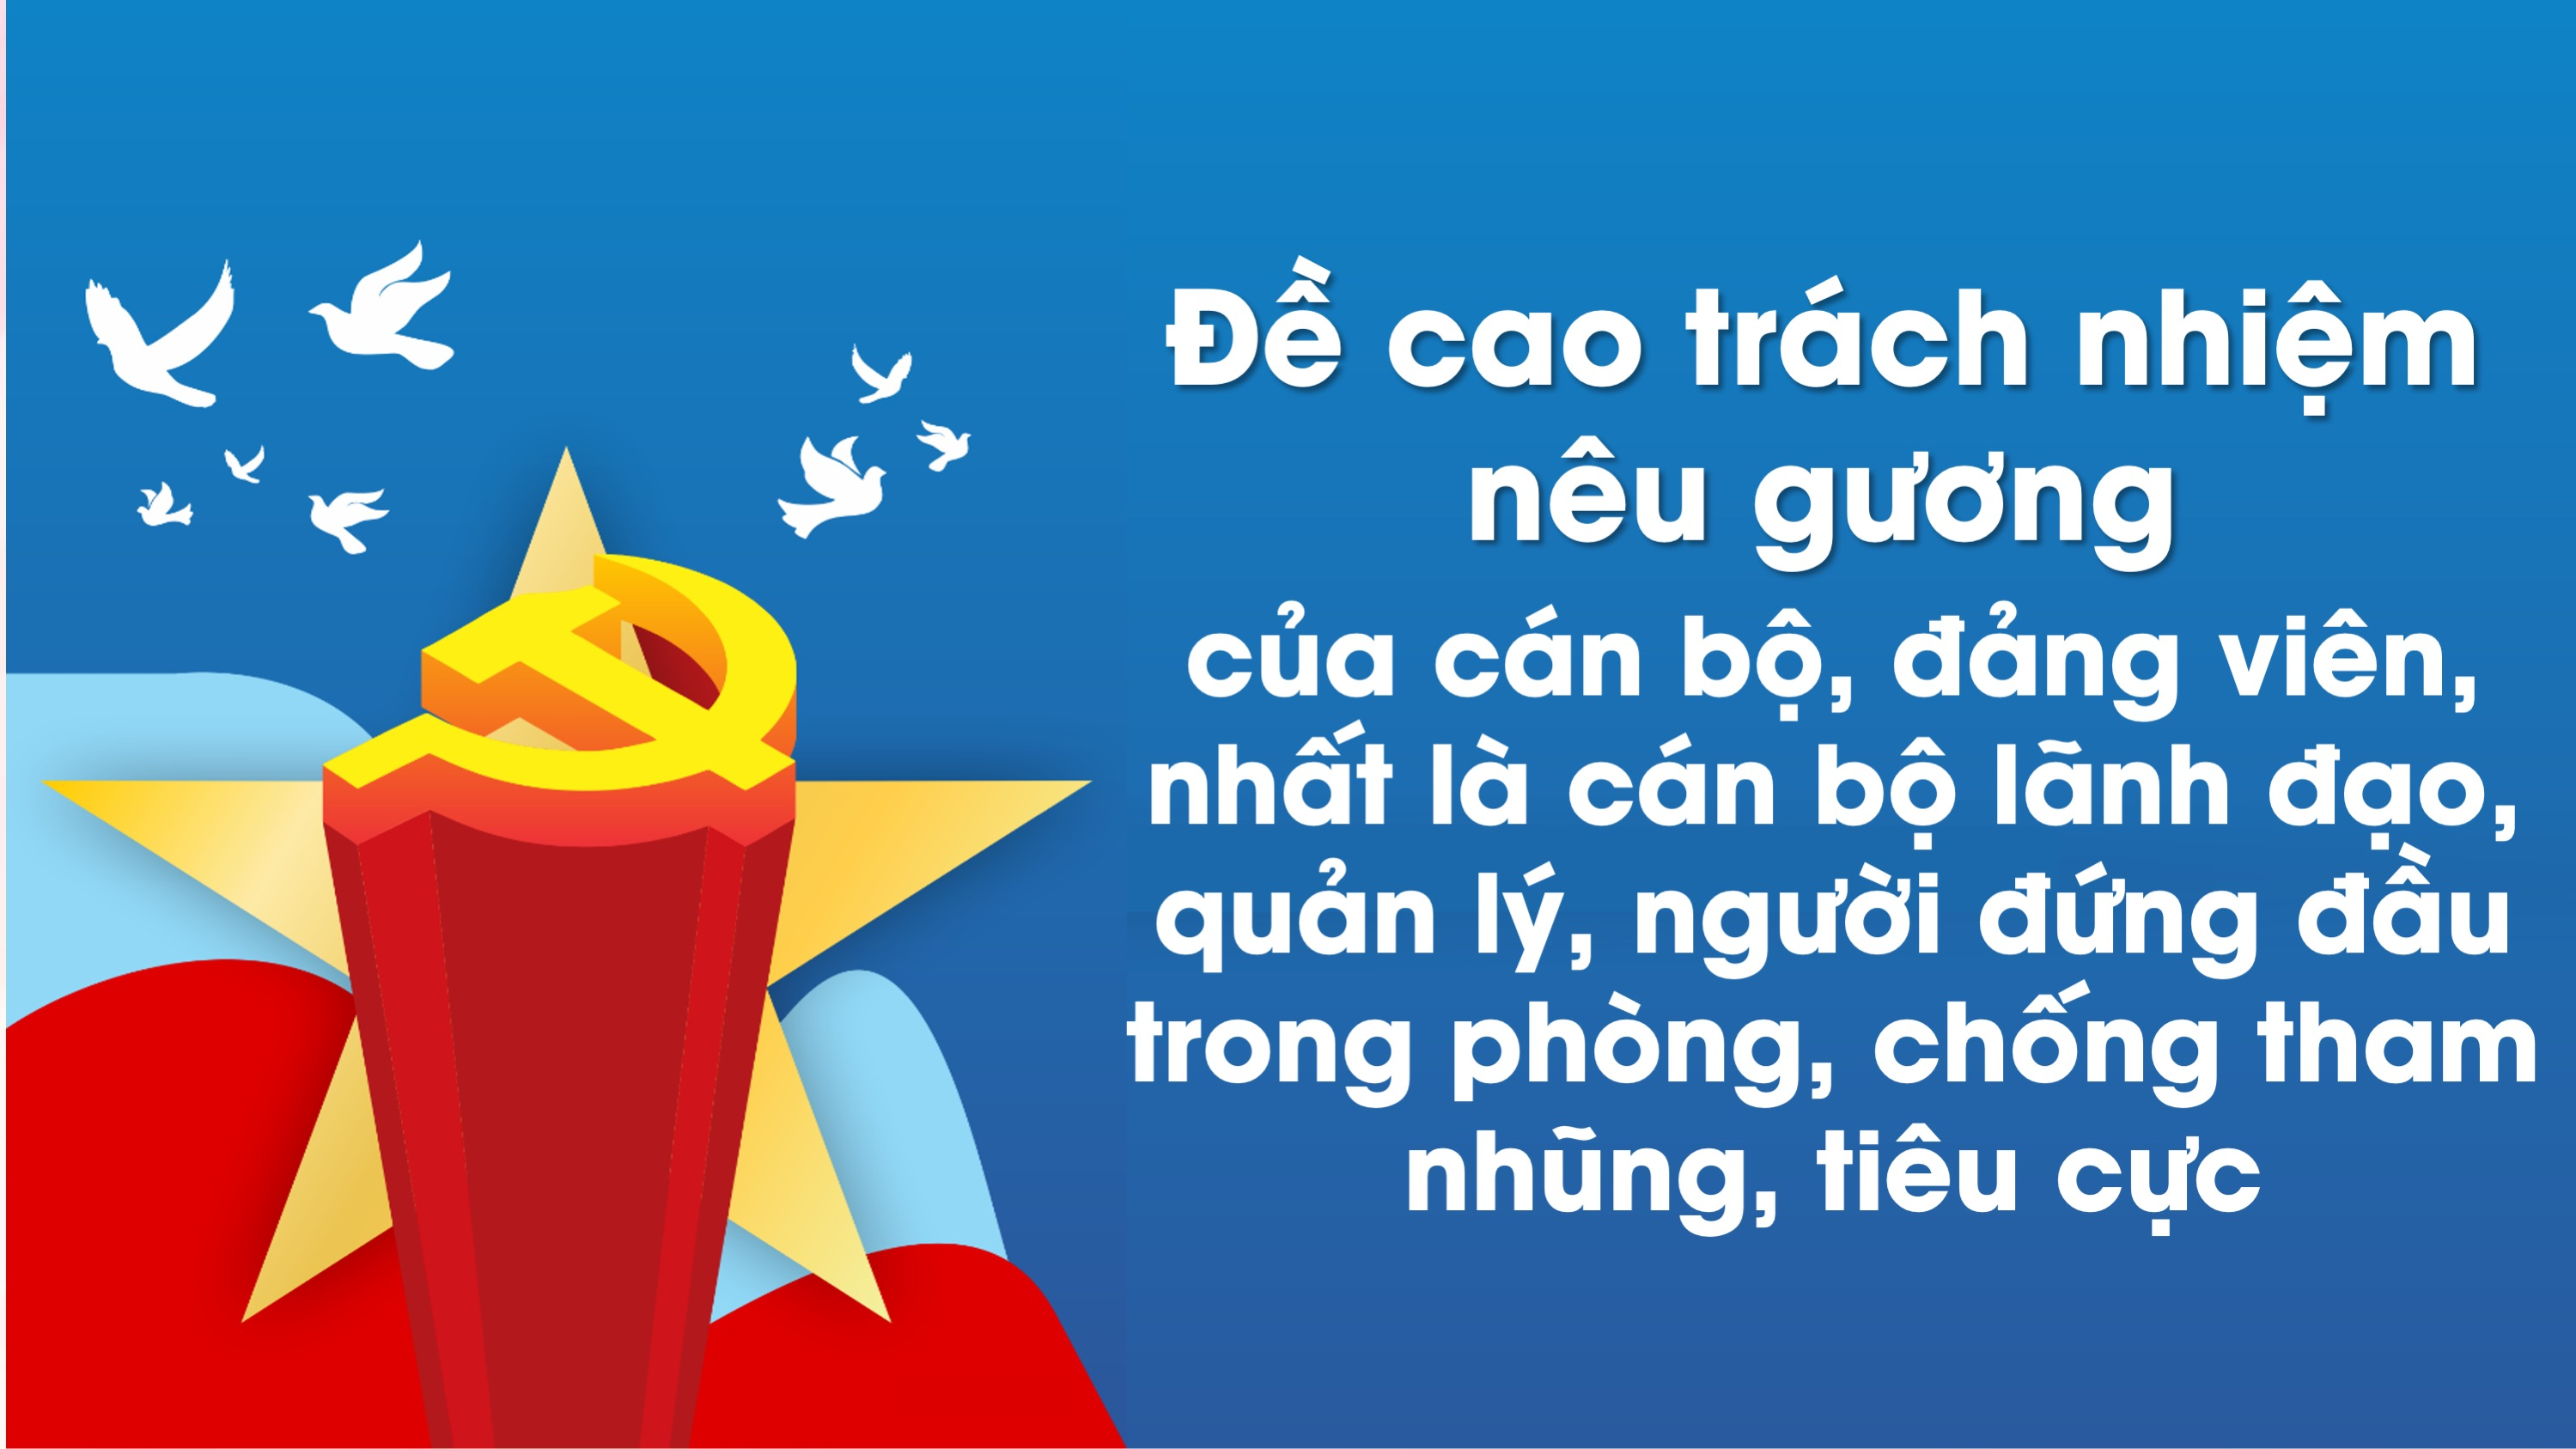 Đề cao trách nhiệm
nêu gương
của cán bộ, đảng viên,
nhất là cán bộ lãnh đạo,
quản lý, người đứng đầu
trong phòng, chống tham
nhũng, tiêu cực